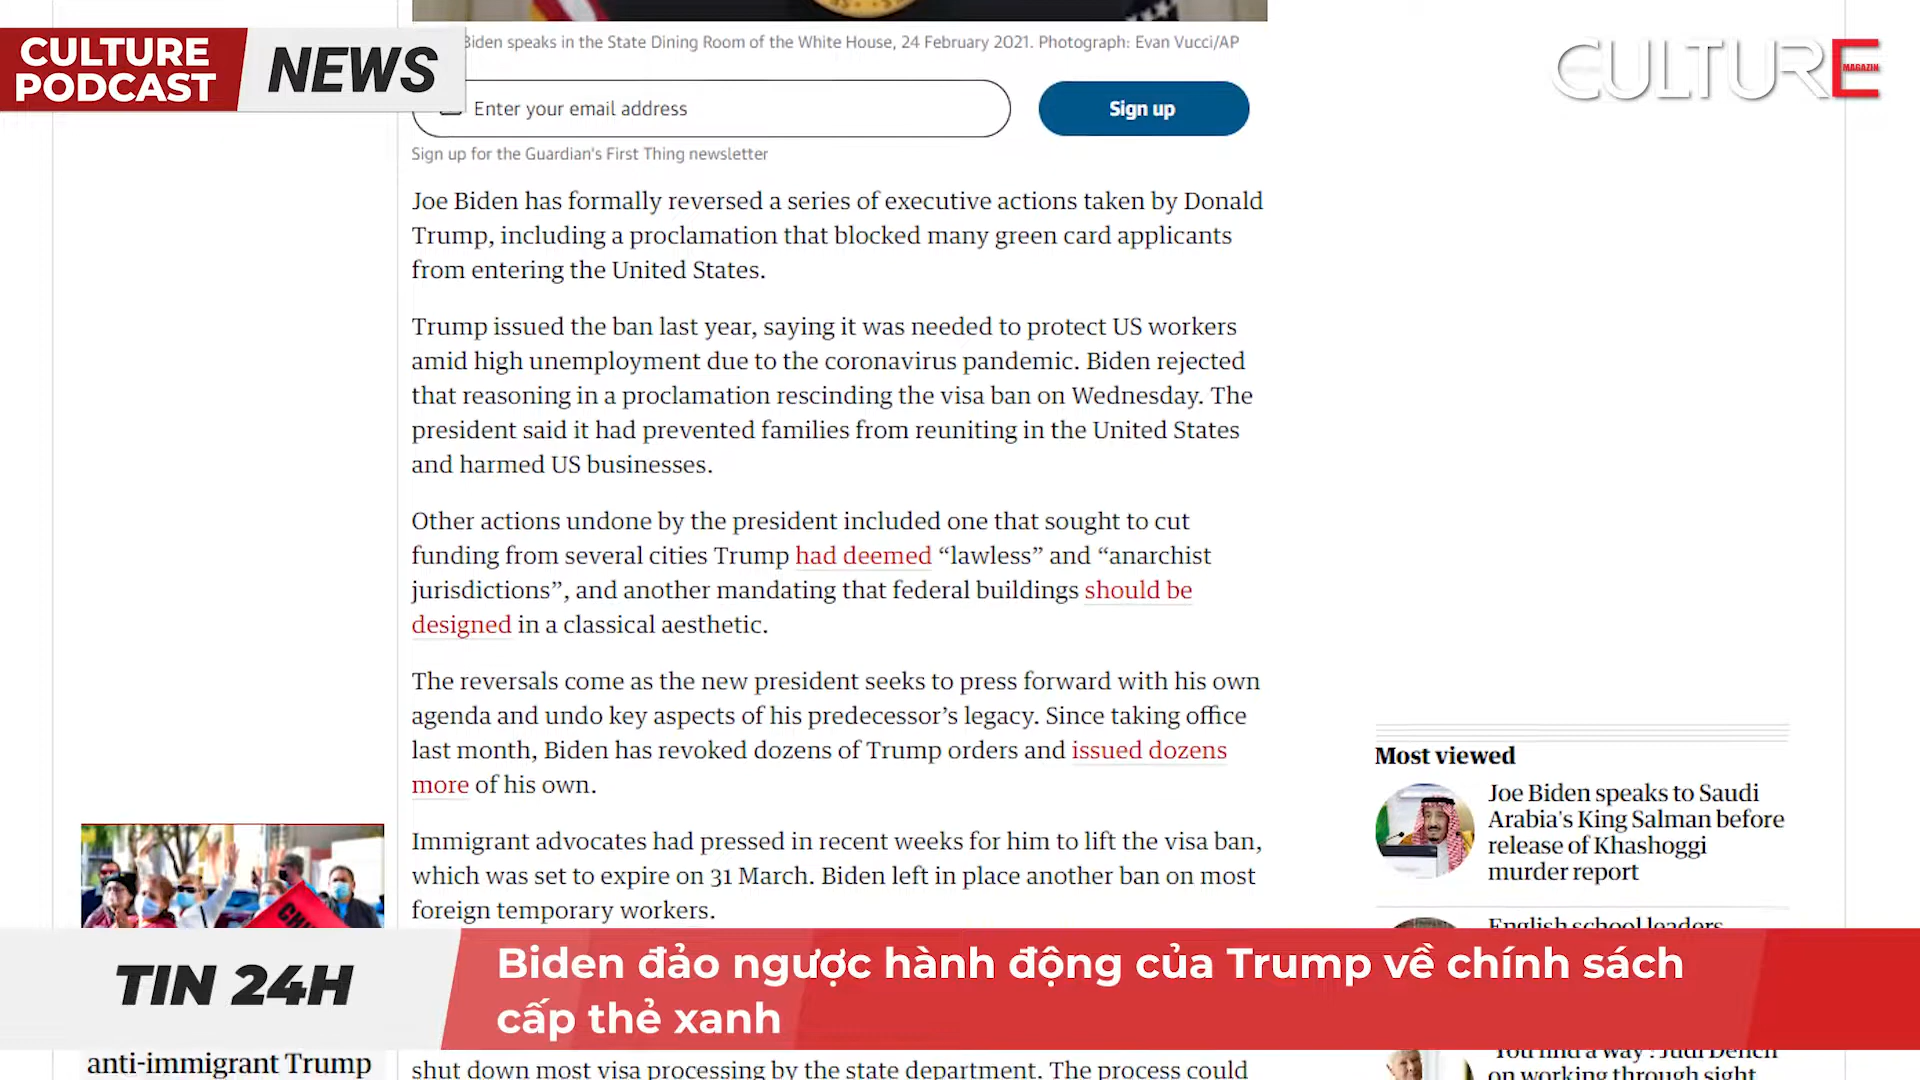 CULTURE
PODCAST
NEWS
CULTURE
MAGAZIN
Biden speaks in the State Dining Room of the White House, 24 February 2021. Photograph: Evan Vucci/AP
Enter your email address
Sign up
Sign up for the Guardian's First Thing newsletter
Joe Biden has formally reversed a series of executive actions taken by Donald
Trump, including a proclamation that blocked many green card applicants
from entering the United States.
Trump issued the ban last year, saying it was needed to protect US workers
amid high unemployment due to the coronavirus pandemic. Biden rejected
that reasoning in a proclamation rescinding the visa ban on Wednesday. The
president said it had prevented families from reuniting in the United States
and harmed US businesses.
Other actions undone by the president included one that sought to cut
funding from several cities Trump had deemed “lawless” and “anarchist
jurisdictions”, and another mandating that federal buildings should be
designed in a classical aesthetic.
The reversals come as the new president seeks to press forward with his own
agenda and undo key aspects of his predecessor’s legacy. Since taking office
last month, Biden has revoked dozens of Trump orders and issued dozens
more of his own.
Immigrant advocates had pressed in recent weeks for him to lift the visa ban,
which was set to expire on 31 March. Biden left in place another ban on most
foreign temporary workers.
Most viewed
Joe Biden speaks to Saudi
Arabia's King Salman before
release of Khashoggi
murder report
English school leaders
TIN 24H
Biden đảo ngược hành động của Trump về chính sách
cấp thẻ xanh
anti-immigrant Trump
shut down most visa processing by the state department. The process could
'You find a way': Judi Dench
on working through sight